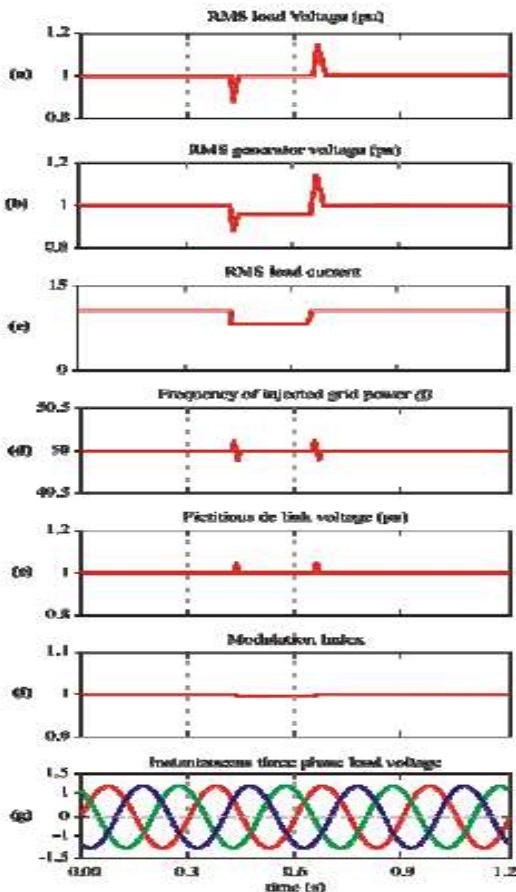 RMS load Voltage (pu)
1.2
(a) 1
0.8
RMS generator voltage (pu)
1.2
(b) 1
0.8
RMS load current
15
(c)
0
Frequency of injected grid power (f)
50.5
(d) 50
49.5
Fictitious dc link voltage (pu)
1.2
(e) 1
0.8
Modulation Index
1.1
(f) 1
0.9
Instantaneous three phase load voltage
1.5
1
(g) 0
-1
-1.5
0.00 0.3 0.6 0.9 1.2
time (s)